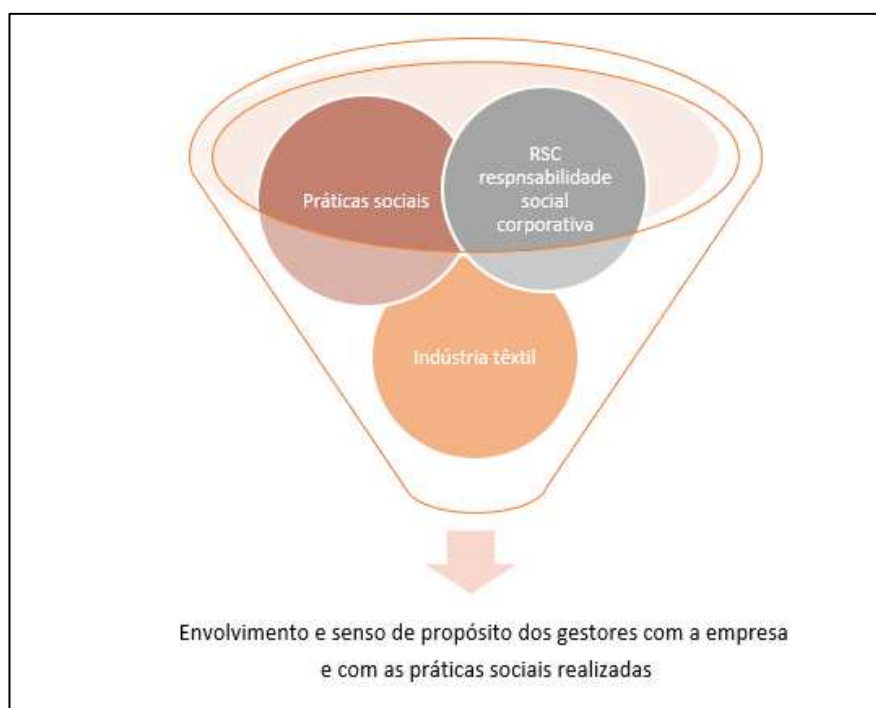 Práticas sociais
RSC
respnsabilidade
social
corporativa
Indústria têxtil
Envolvimento e senso de propósito dos gestores com a empresa
e com as práticas sociais realizadas